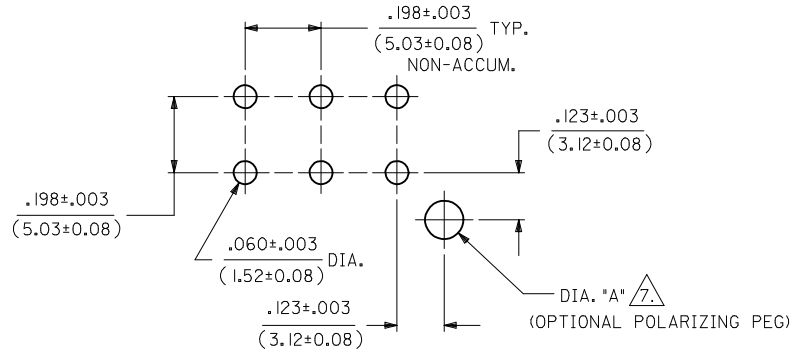 .198±.003 TYP.
(5.03±0.08)
NON-ACCUM.
.123±.003
(3.12±0.08)
.198±.003
(5.03±0.08)
.060±.003 DIA.
(1.52±0.08)
.123±.003
(3.12±0.08)
DIA. "A" 7.
(OPTIONAL POLARIZING PEG)